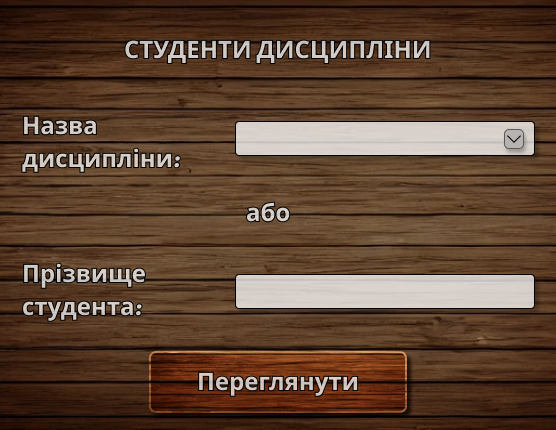 СТУДЕНТИ ДИСЦИПЛІНИ
Назва
дисципліни:
або
Прізвище
студента:
Переглянути